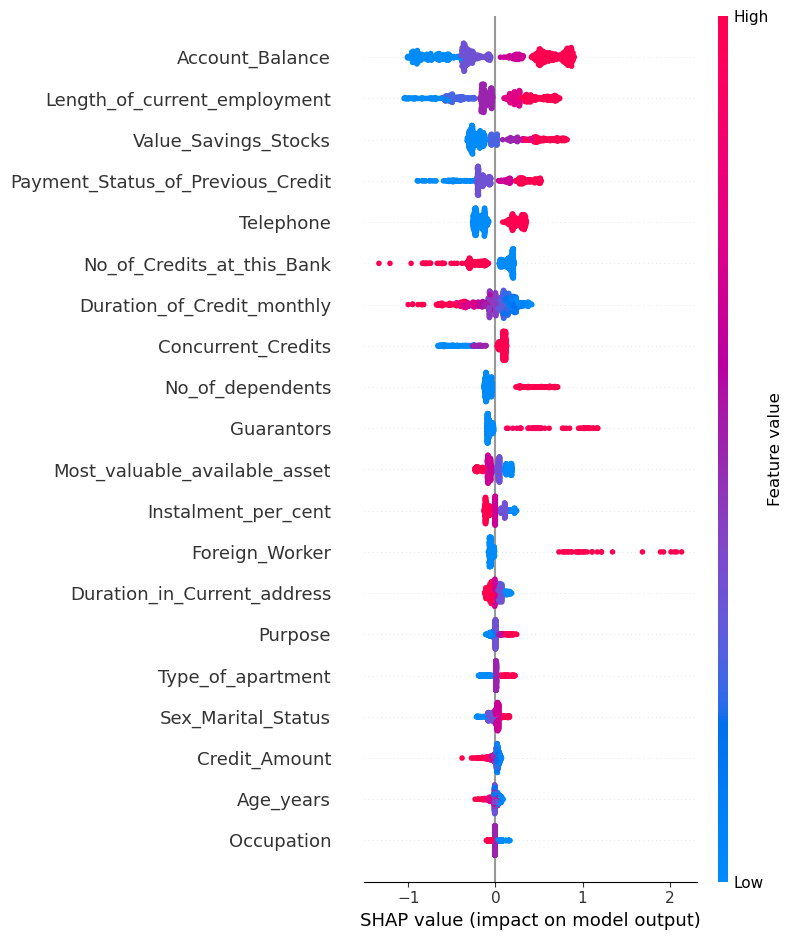 High
Account_Balance
Length_of_current_employment
Value_Savings_Stocks
Payment_Status_of_Previous_Credit
Telephone
No_of_Credits_at_this_Bank
Duration_of_Credit_monthly
Concurrent_Credits
No_of_dependents
Guarantors
Most_valuable_available_asset
Instalment_per_cent
Foreign_Worker
Duration_in_Current_address
Purpose
Type_of_apartment
Sex_Marital_Status
Credit_Amount
Age_years
Occupation
Feature value
Low
−1 0 1 2
SHAP value (impact on model output)